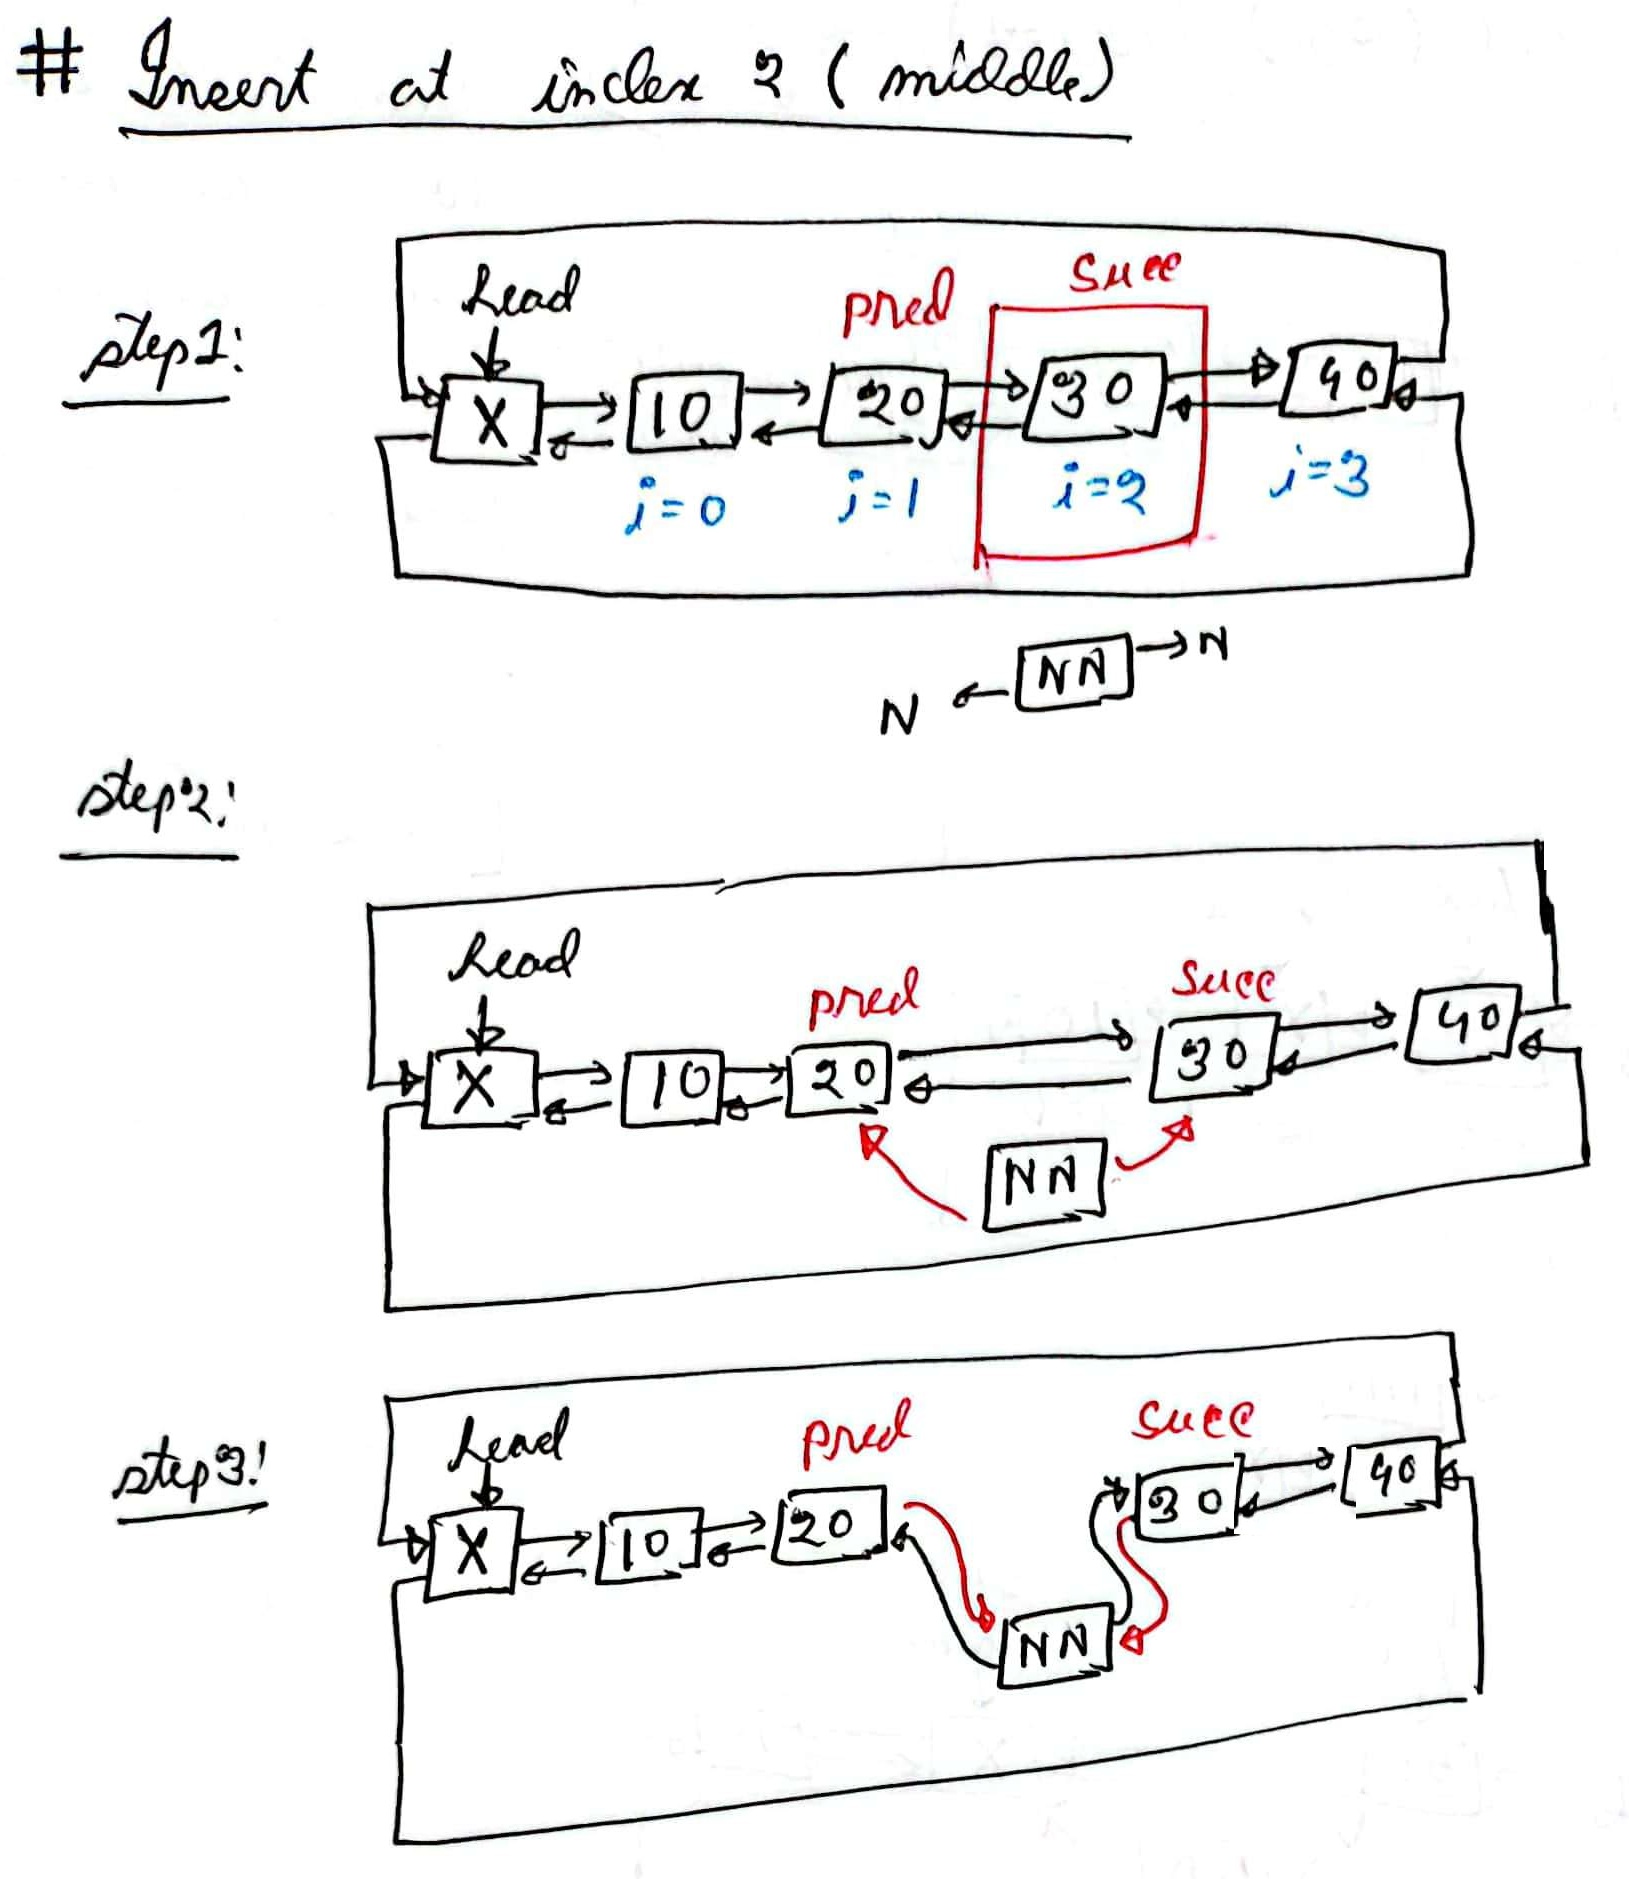 # Insert at index 2 (middle)
step1:
head
pred
succ
X 10 20 30 40
i=0 i=1 i=2 i=3
N NN N
step2:
head
pred
succ
X 10 20 30 40
NN
step3:
head
pred
succ
X 10 20 30 40
NN